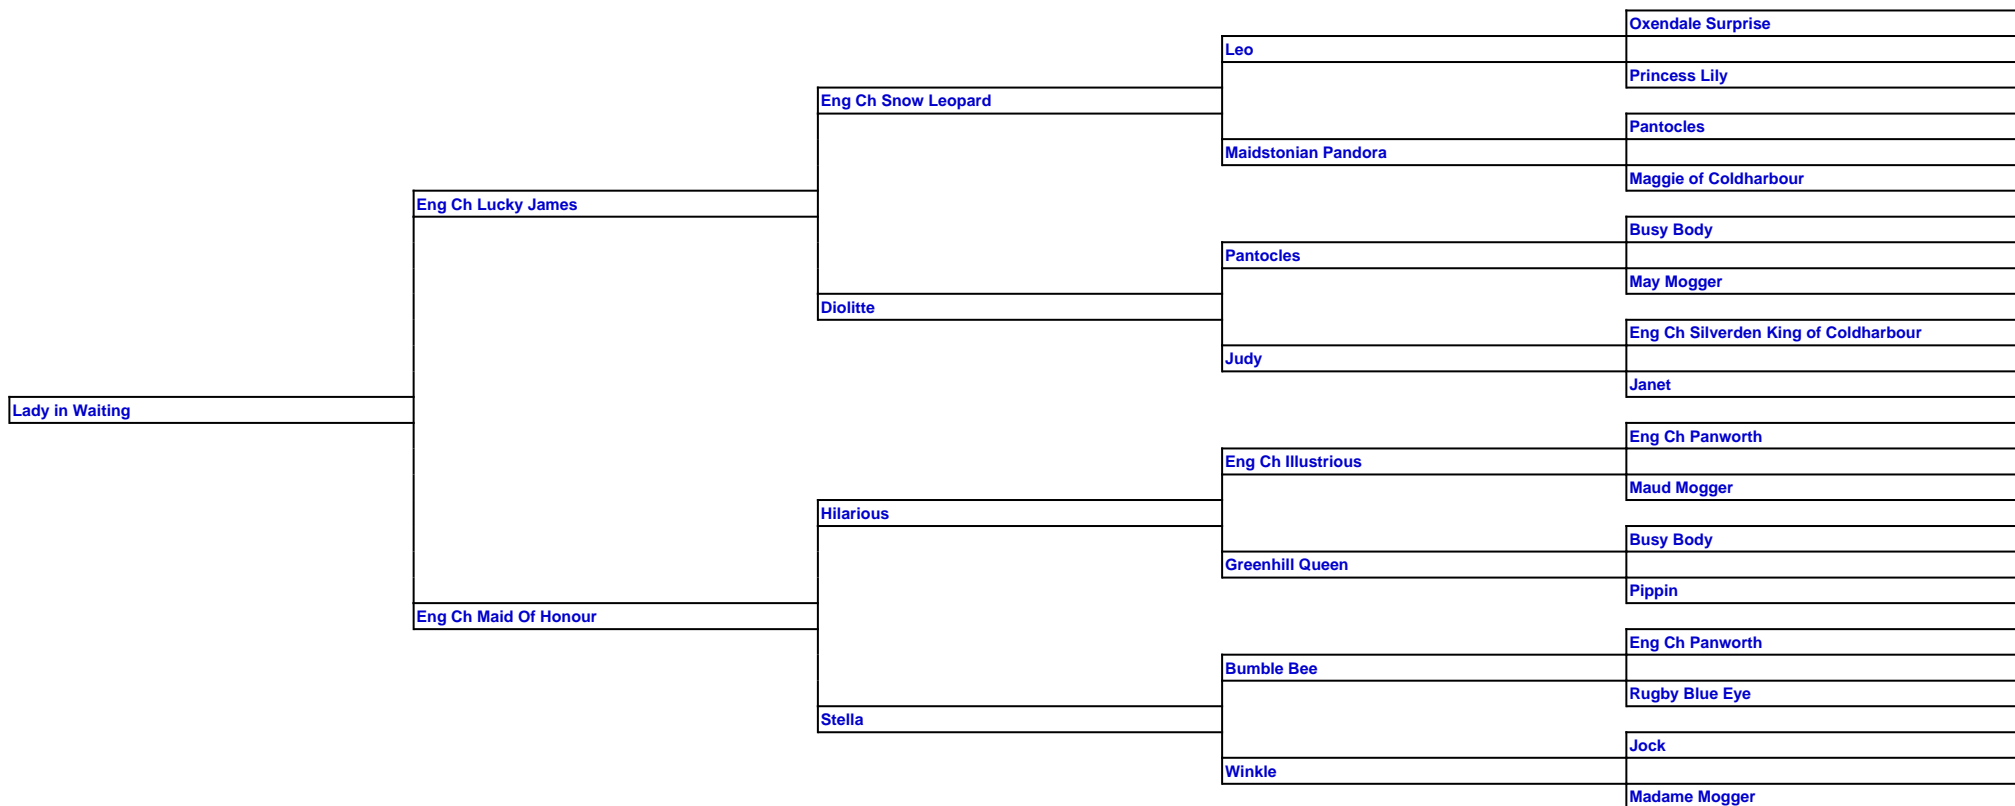 Oxendale Surprise
Leo
Princess Lily
Eng Ch Snow Leopard
Pantocles
Maidstonian Pandora
Maggie of Coldharbour
Eng Ch Lucky James
Busy Body
Pantocles
May Mogger
Diolitte
Eng Ch Silverden King of Coldharbour
Judy
Janet
Lady in Waiting
Eng Ch Panworth
Eng Ch Illustrious
Maud Mogger
Hilarious
Busy Body
Greenhill Queen
Pippin
Eng Ch Maid Of Honour
Eng Ch Panworth
Bumble Bee
Rugby Blue Eye
Stella
Jock
Winkle
Madame Mogger